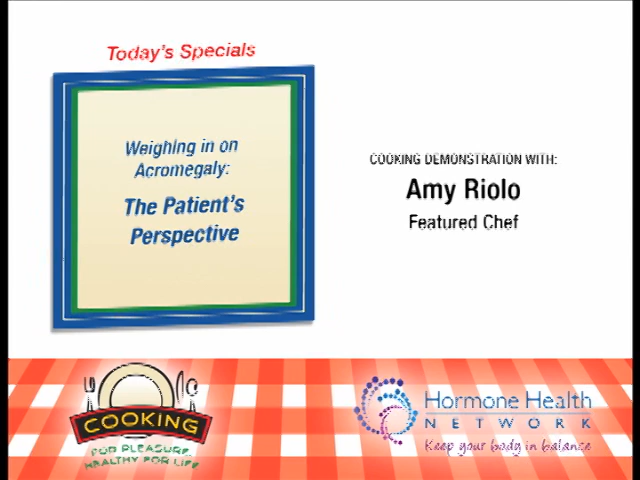 Today's Specials
Weighing in on
Acromegaly:
The Patient's
Perspective
COOKING DEMONSTRATION WITH:
Amy Riolo
Featured Chef
COOKING
FOR PLEASURE,
HEALTHY FOR LIFE
Hormone Health
NETWORK
Keep your body in balance